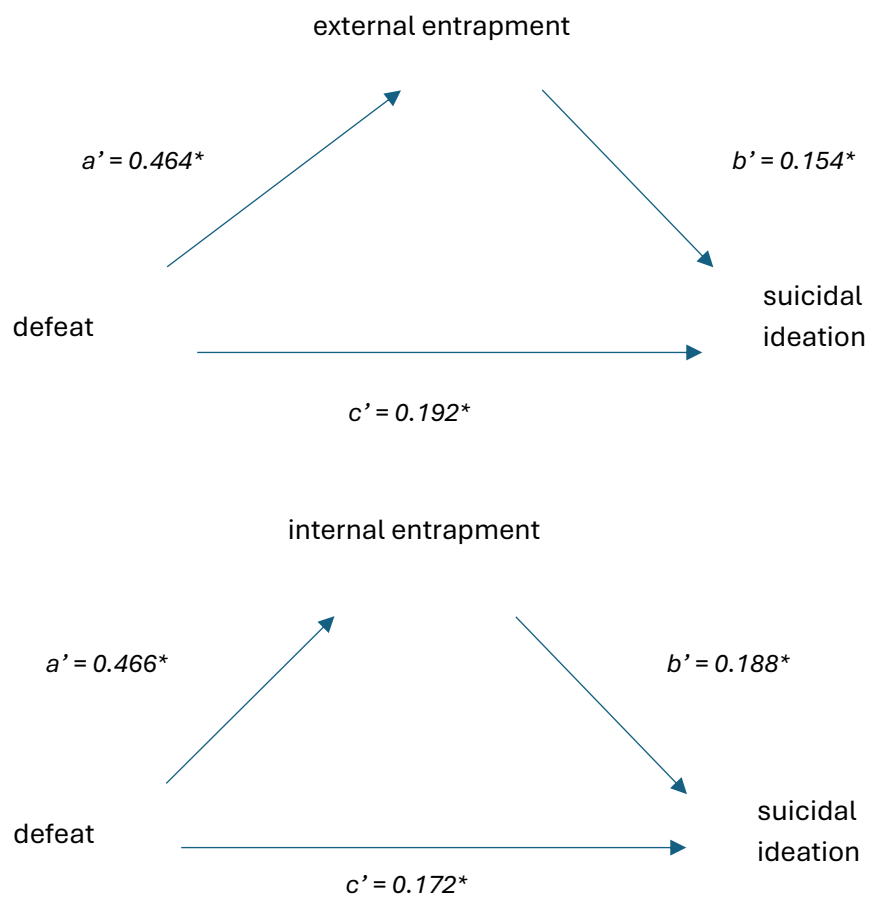 external entrapment
a’ = 0.464*
b’ = 0.154*
suicidal
ideation
defeat
c’ = 0.192*
internal entrapment
a’ = 0.466*
b’ = 0.188*
suicidal
ideation
defeat
c’ = 0.172*